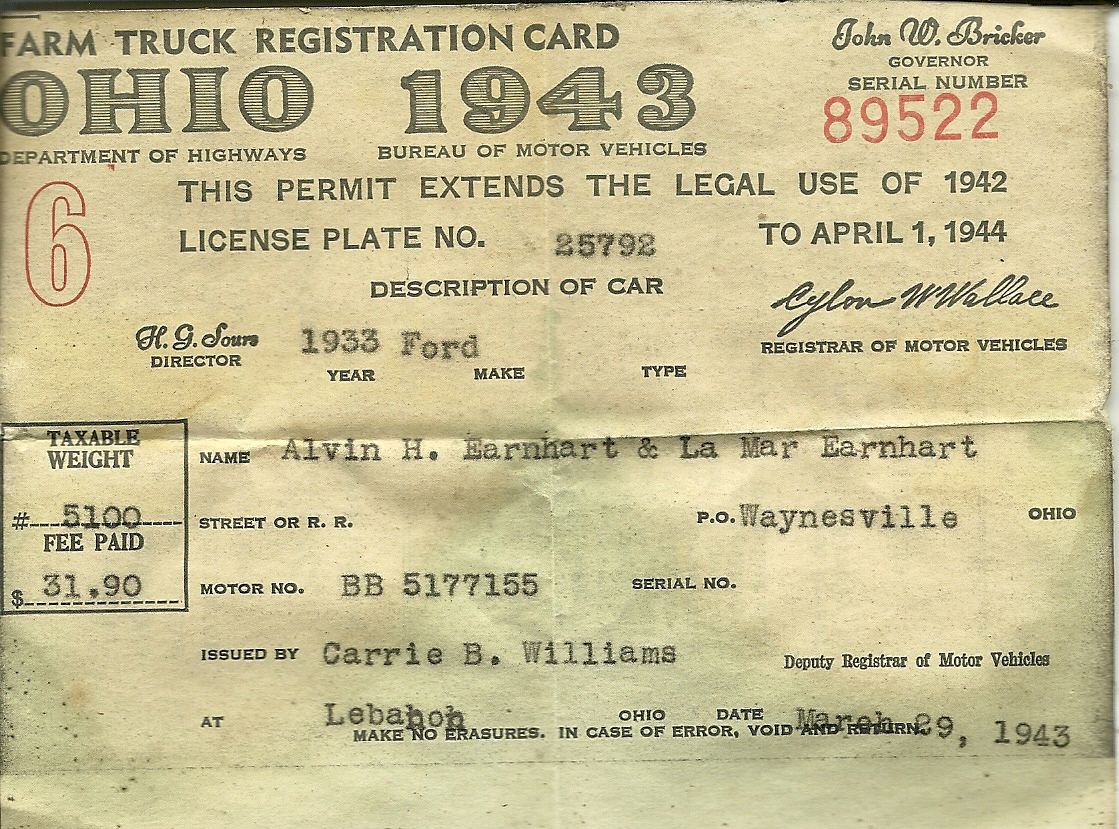 FARM TRUCK REGISTRATION CARD
John W. Bricker
GOVERNOR
OHIO 1943
SERIAL NUMBER
89522
DEPARTMENT OF HIGHWAYS BUREAU OF MOTOR VEHICLES
6
THIS PERMIT EXTENDS THE LEGAL USE OF 1942
LICENSE PLATE NO. 25792 TO APRIL 1, 1944
DESCRIPTION OF CAR
Cylon W Wallace
REGISTRAR OF MOTOR VEHICLES
H. G. Sours
DIRECTOR
1933 Ford
YEAR MAKE TYPE
TAXABLE
WEIGHT
# 5100
FEE PAID
$ 31.90
NAME Alvin H. Earnhart & La Mar Earnhart
STREET OR R. R. P.O. Waynesville OHIO
MOTOR NO. BB 5177155 SERIAL NO.
ISSUED BY Carrie B. Williams Deputy Registrar of Motor Vehicles
AT Lebanon OHIO DATE March 29, 1943
MAKE NO ERASURES. IN CASE OF ERROR, VOID AND RETURN.